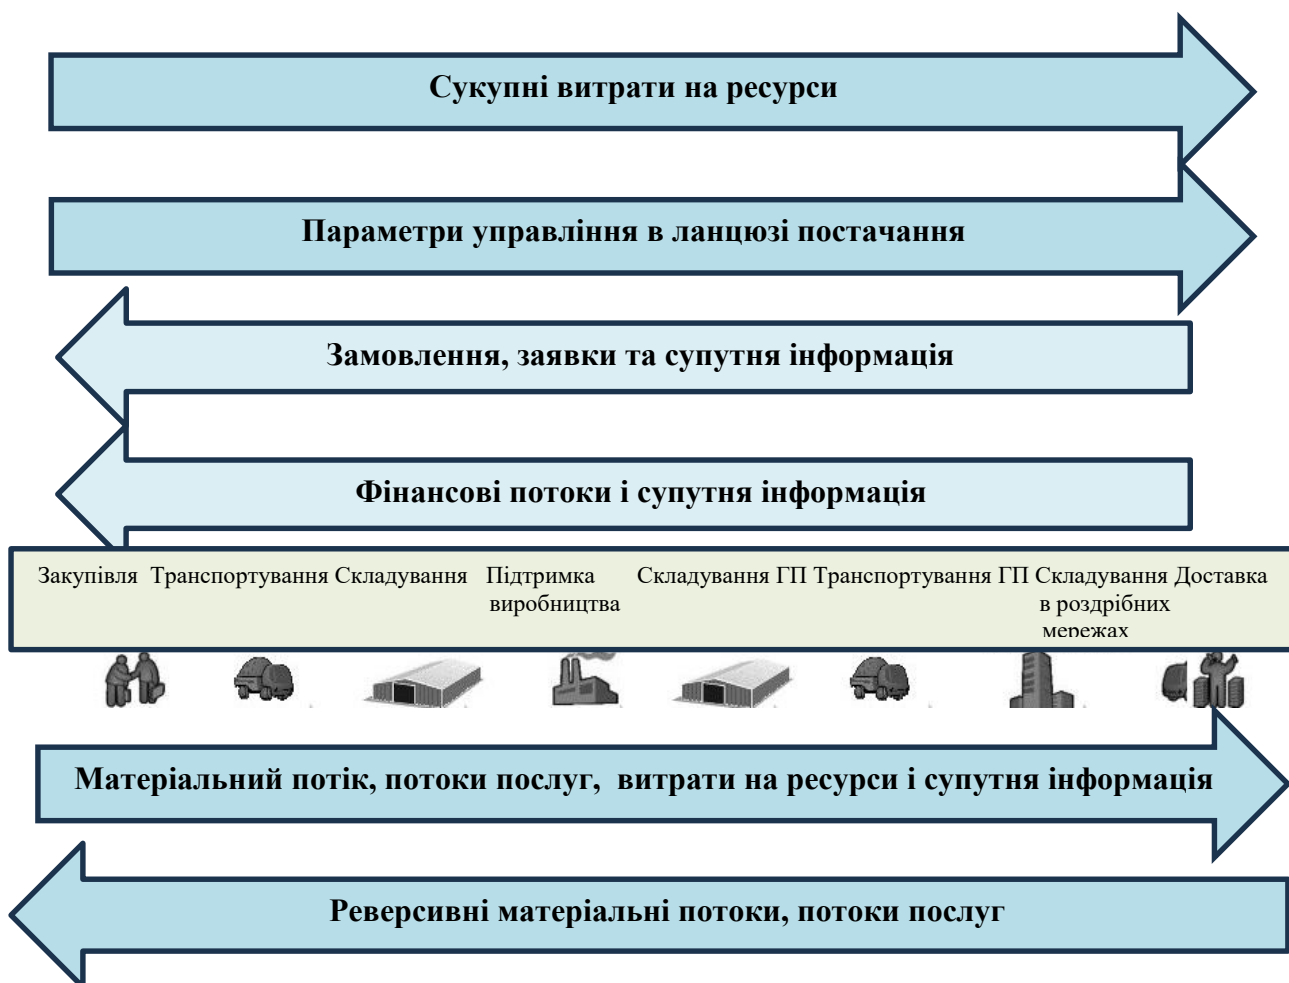 Сукупні витрати на ресурси
Параметри управління в ланцюзі постачання
Замовлення, заявки та супутня інформація
Фінансові потоки і супутня інформація
Закупівля Транспортування Складування Підтримка Складування ГП Транспортування ГП Складування Доставка
виробництва в роздрібних
мережах
Матеріальний потік, потоки послуг, витрати на ресурси і супутня інформація
Реверсивні матеріальні потоки, потоки послуг